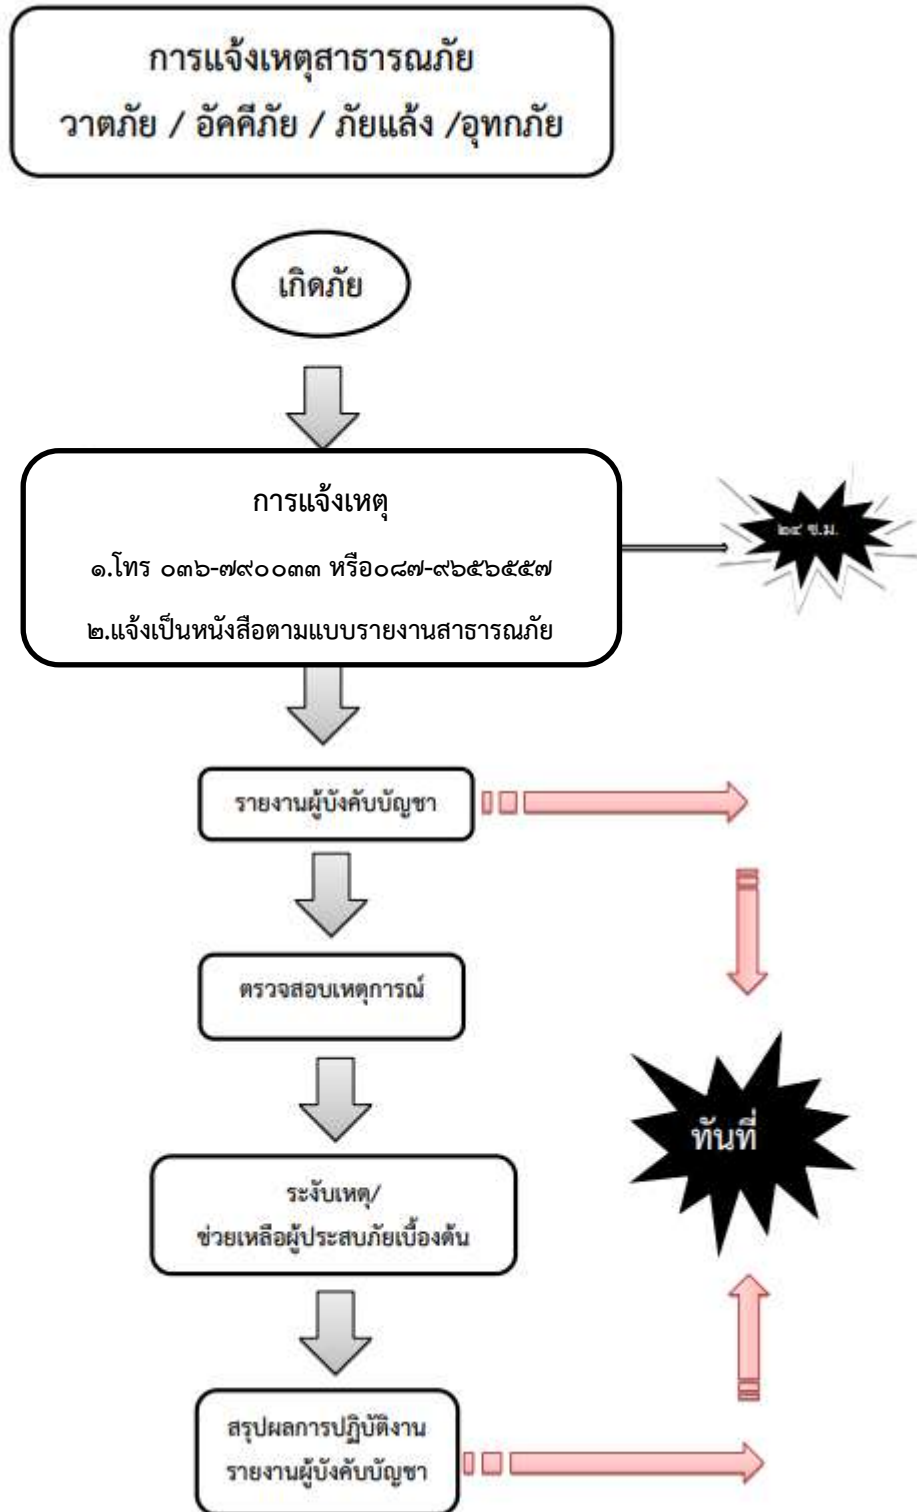 การแจ้งเหตุสาธารณภัย
วาตภัย / อัคคีภัย / ภัยแล้ง /อุทกภัย
เกิดภัย
การแจ้งเหตุ
๑.โทร ๐๓๖-๗๙๐๐๓๓ หรือ๐๘๗-๙๖๕๖๕๕๗
๒.แจ้งเป็นหนังสือตามแบบรายงานสาธารณภัย
๒๔ ช.ม.
รายงานผู้บังคับบัญชา
ตรวจสอบเหตุการณ์
ทันที่
ระงับเหตุ/
ช่วยเหลือผู้ประสบภัยเบื้องต้น
สรุปผลการปฏิบัติงาน
รายงานผู้บังคับบัญชา